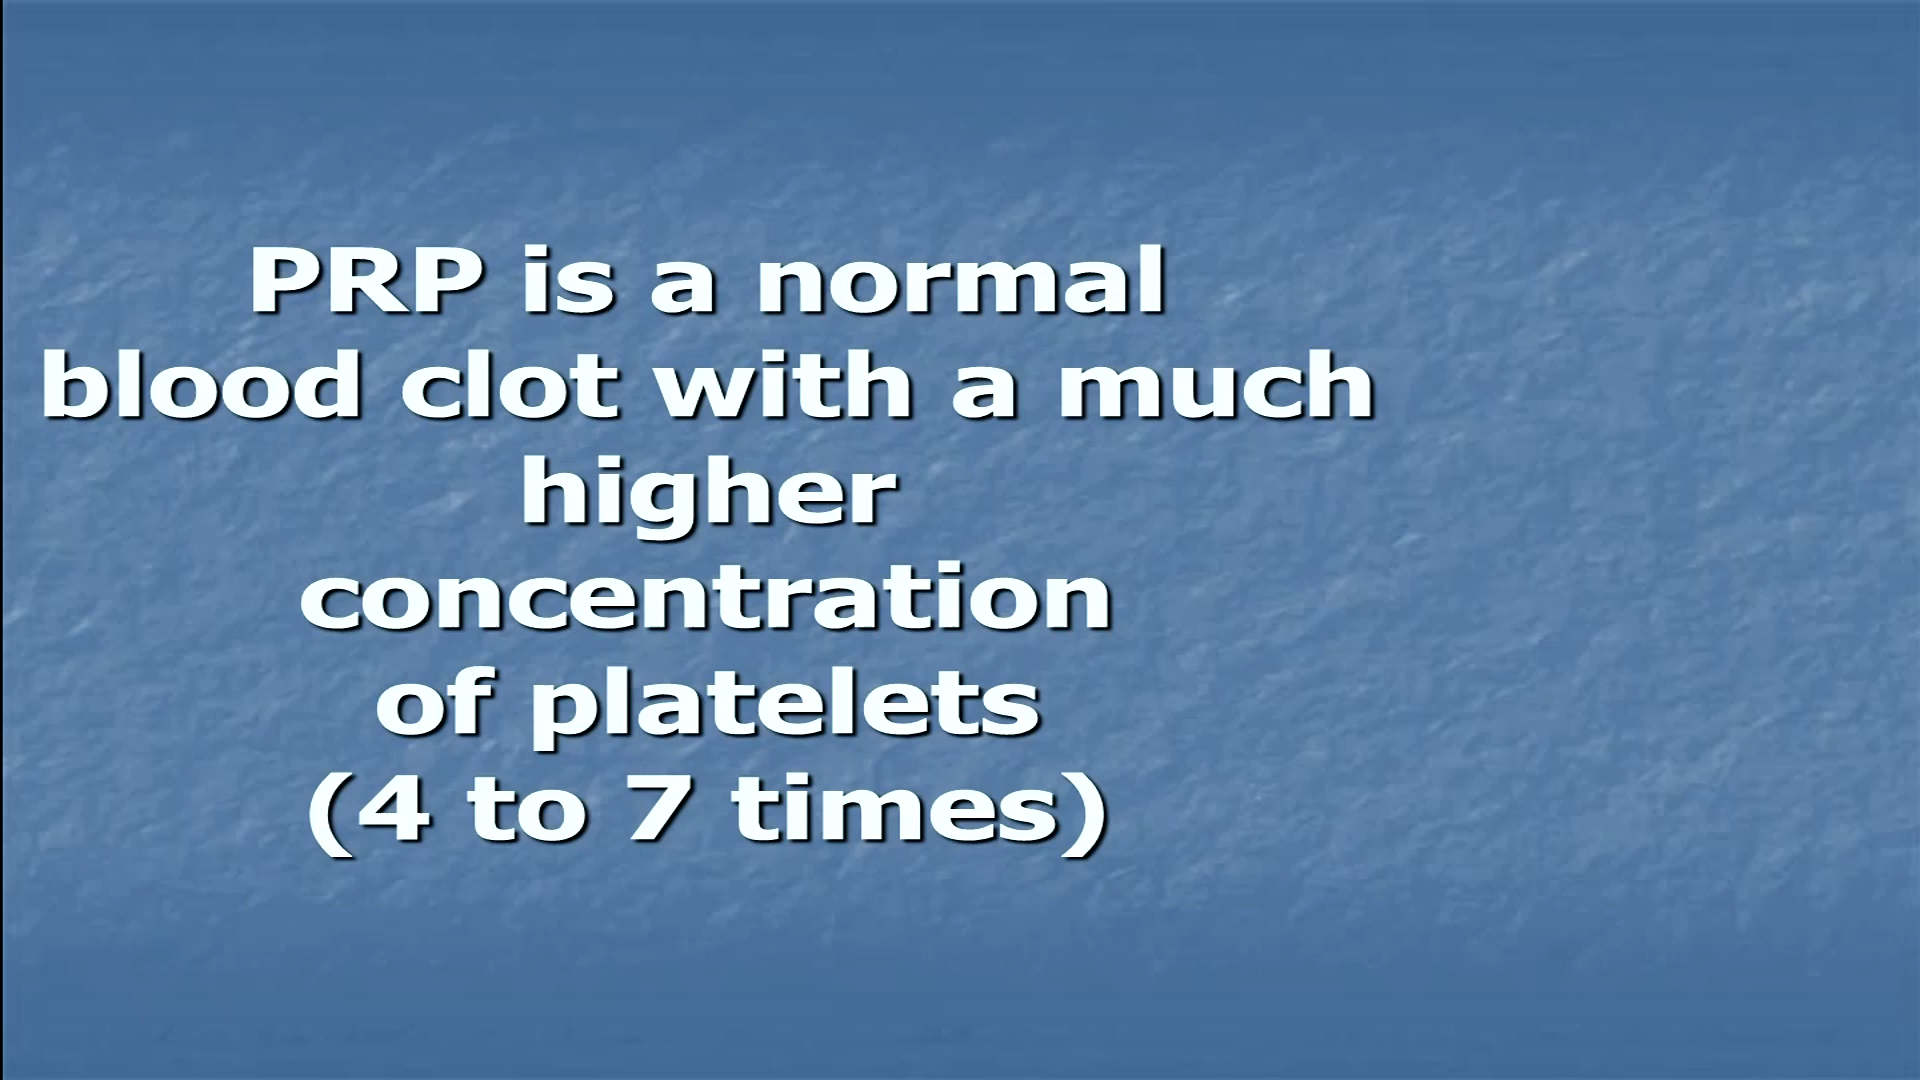 PRP is a normal
blood clot with a much
higher
concentration
of platelets
(4 to 7 times)